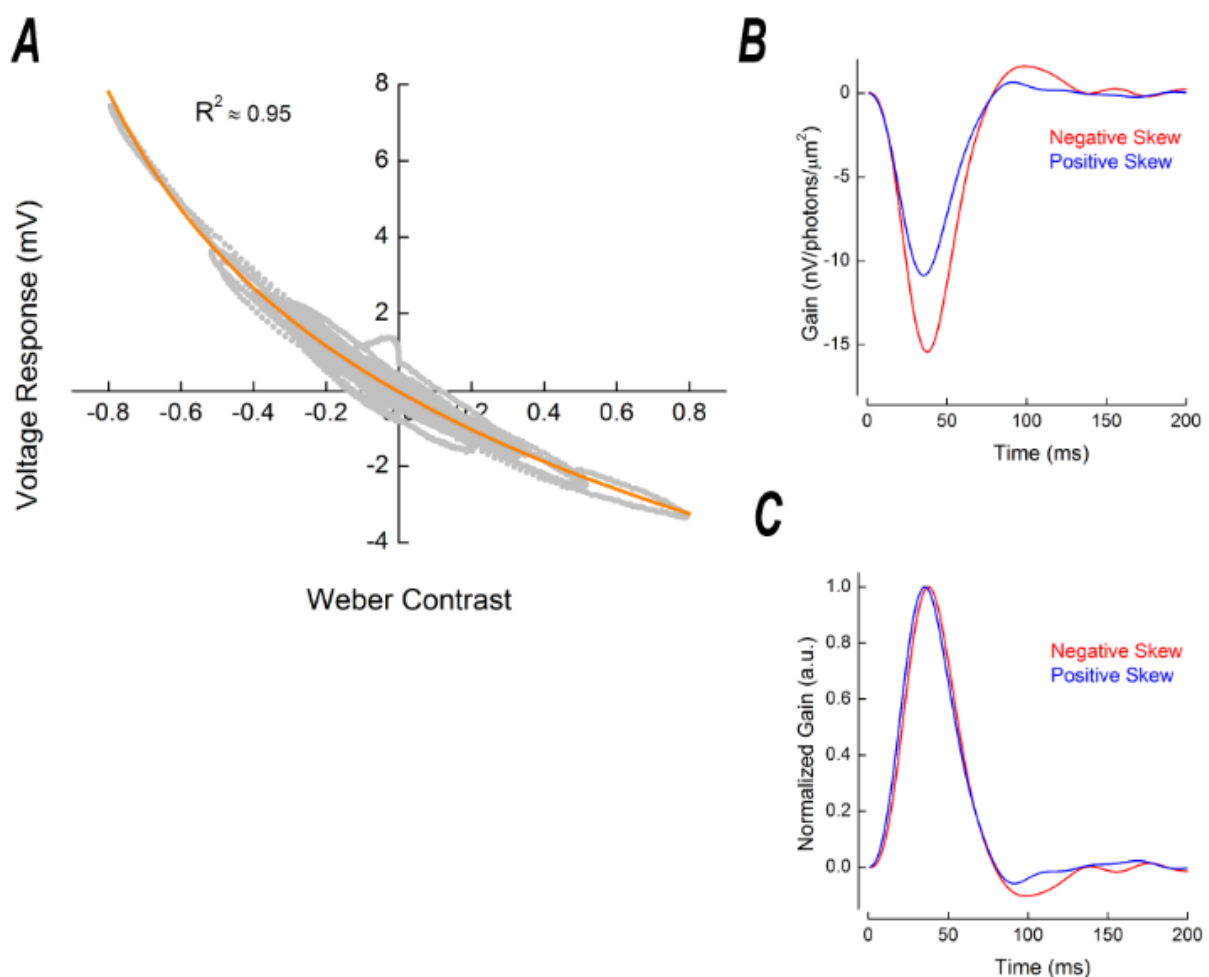 A
R² ≈ 0.95
Voltage Response (mV)
8
6
4
2
-2
-4
-0.8 -0.6 -0.4 -0.2 0.2 0.4 0.6 0.8
Weber Contrast
B
Gain (nV/photons/μm²)
0
-5
-10
-15
Negative Skew
Positive Skew
0 50 100 150 200
Time (ms)
C
Normalized Gain (a.u.)
1.0
0.8
0.6
0.4
0.2
0.0
Negative Skew
Positive Skew
0 50 100 150 200
Time (ms)